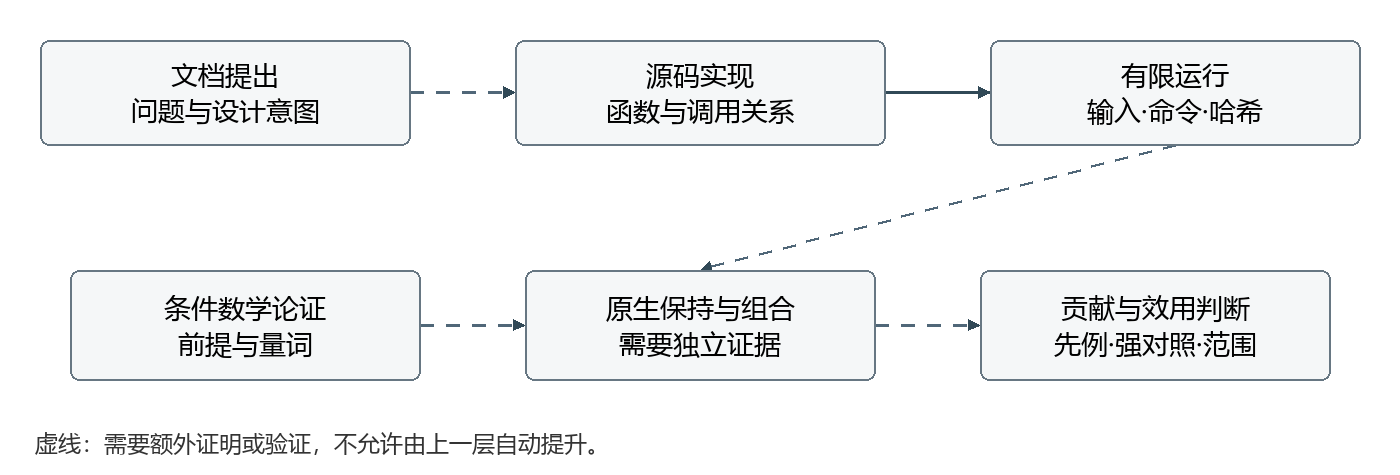 文档提出
问题与设计意图
源码实现
函数与调用关系
有限运行
输入·命令·哈希
条件数学论证
前提与量词
原生保持与组合
需要独立证据
贡献与效用判断
先例·强对照·范围
虚线：需要额外证明或验证，不允许由上一层自动提升。